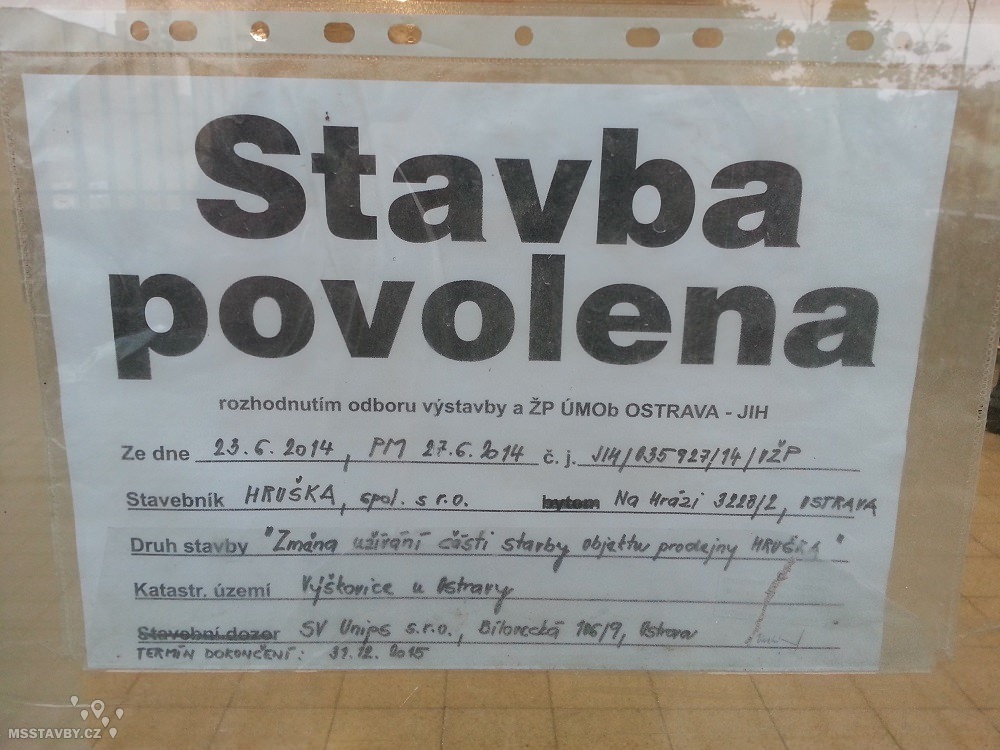 Stavba
povolena
rozhodnutím odboru výstavby a ŽP ÚMOb OSTRAVA - JIH
Ze dne 23.6.2014, PM 27.6.2014 č. j. JIH/035927/14/VŽP
Stavebník HRUŠKA, spol. s r.o. bytem Na Hrázi 3228/2, OSTRAVA
Druh stavby "Změna užívání části stavby objektu prodejny HRUŠKA"
Katastr. území Výškovice u Ostravy
Stavební dozor SV Unips s.r.o., Bílovecká 106/9, Ostrava
TERMÍN DOKONČENÍ: 31.12.2015
MSSTAVBY.CZ